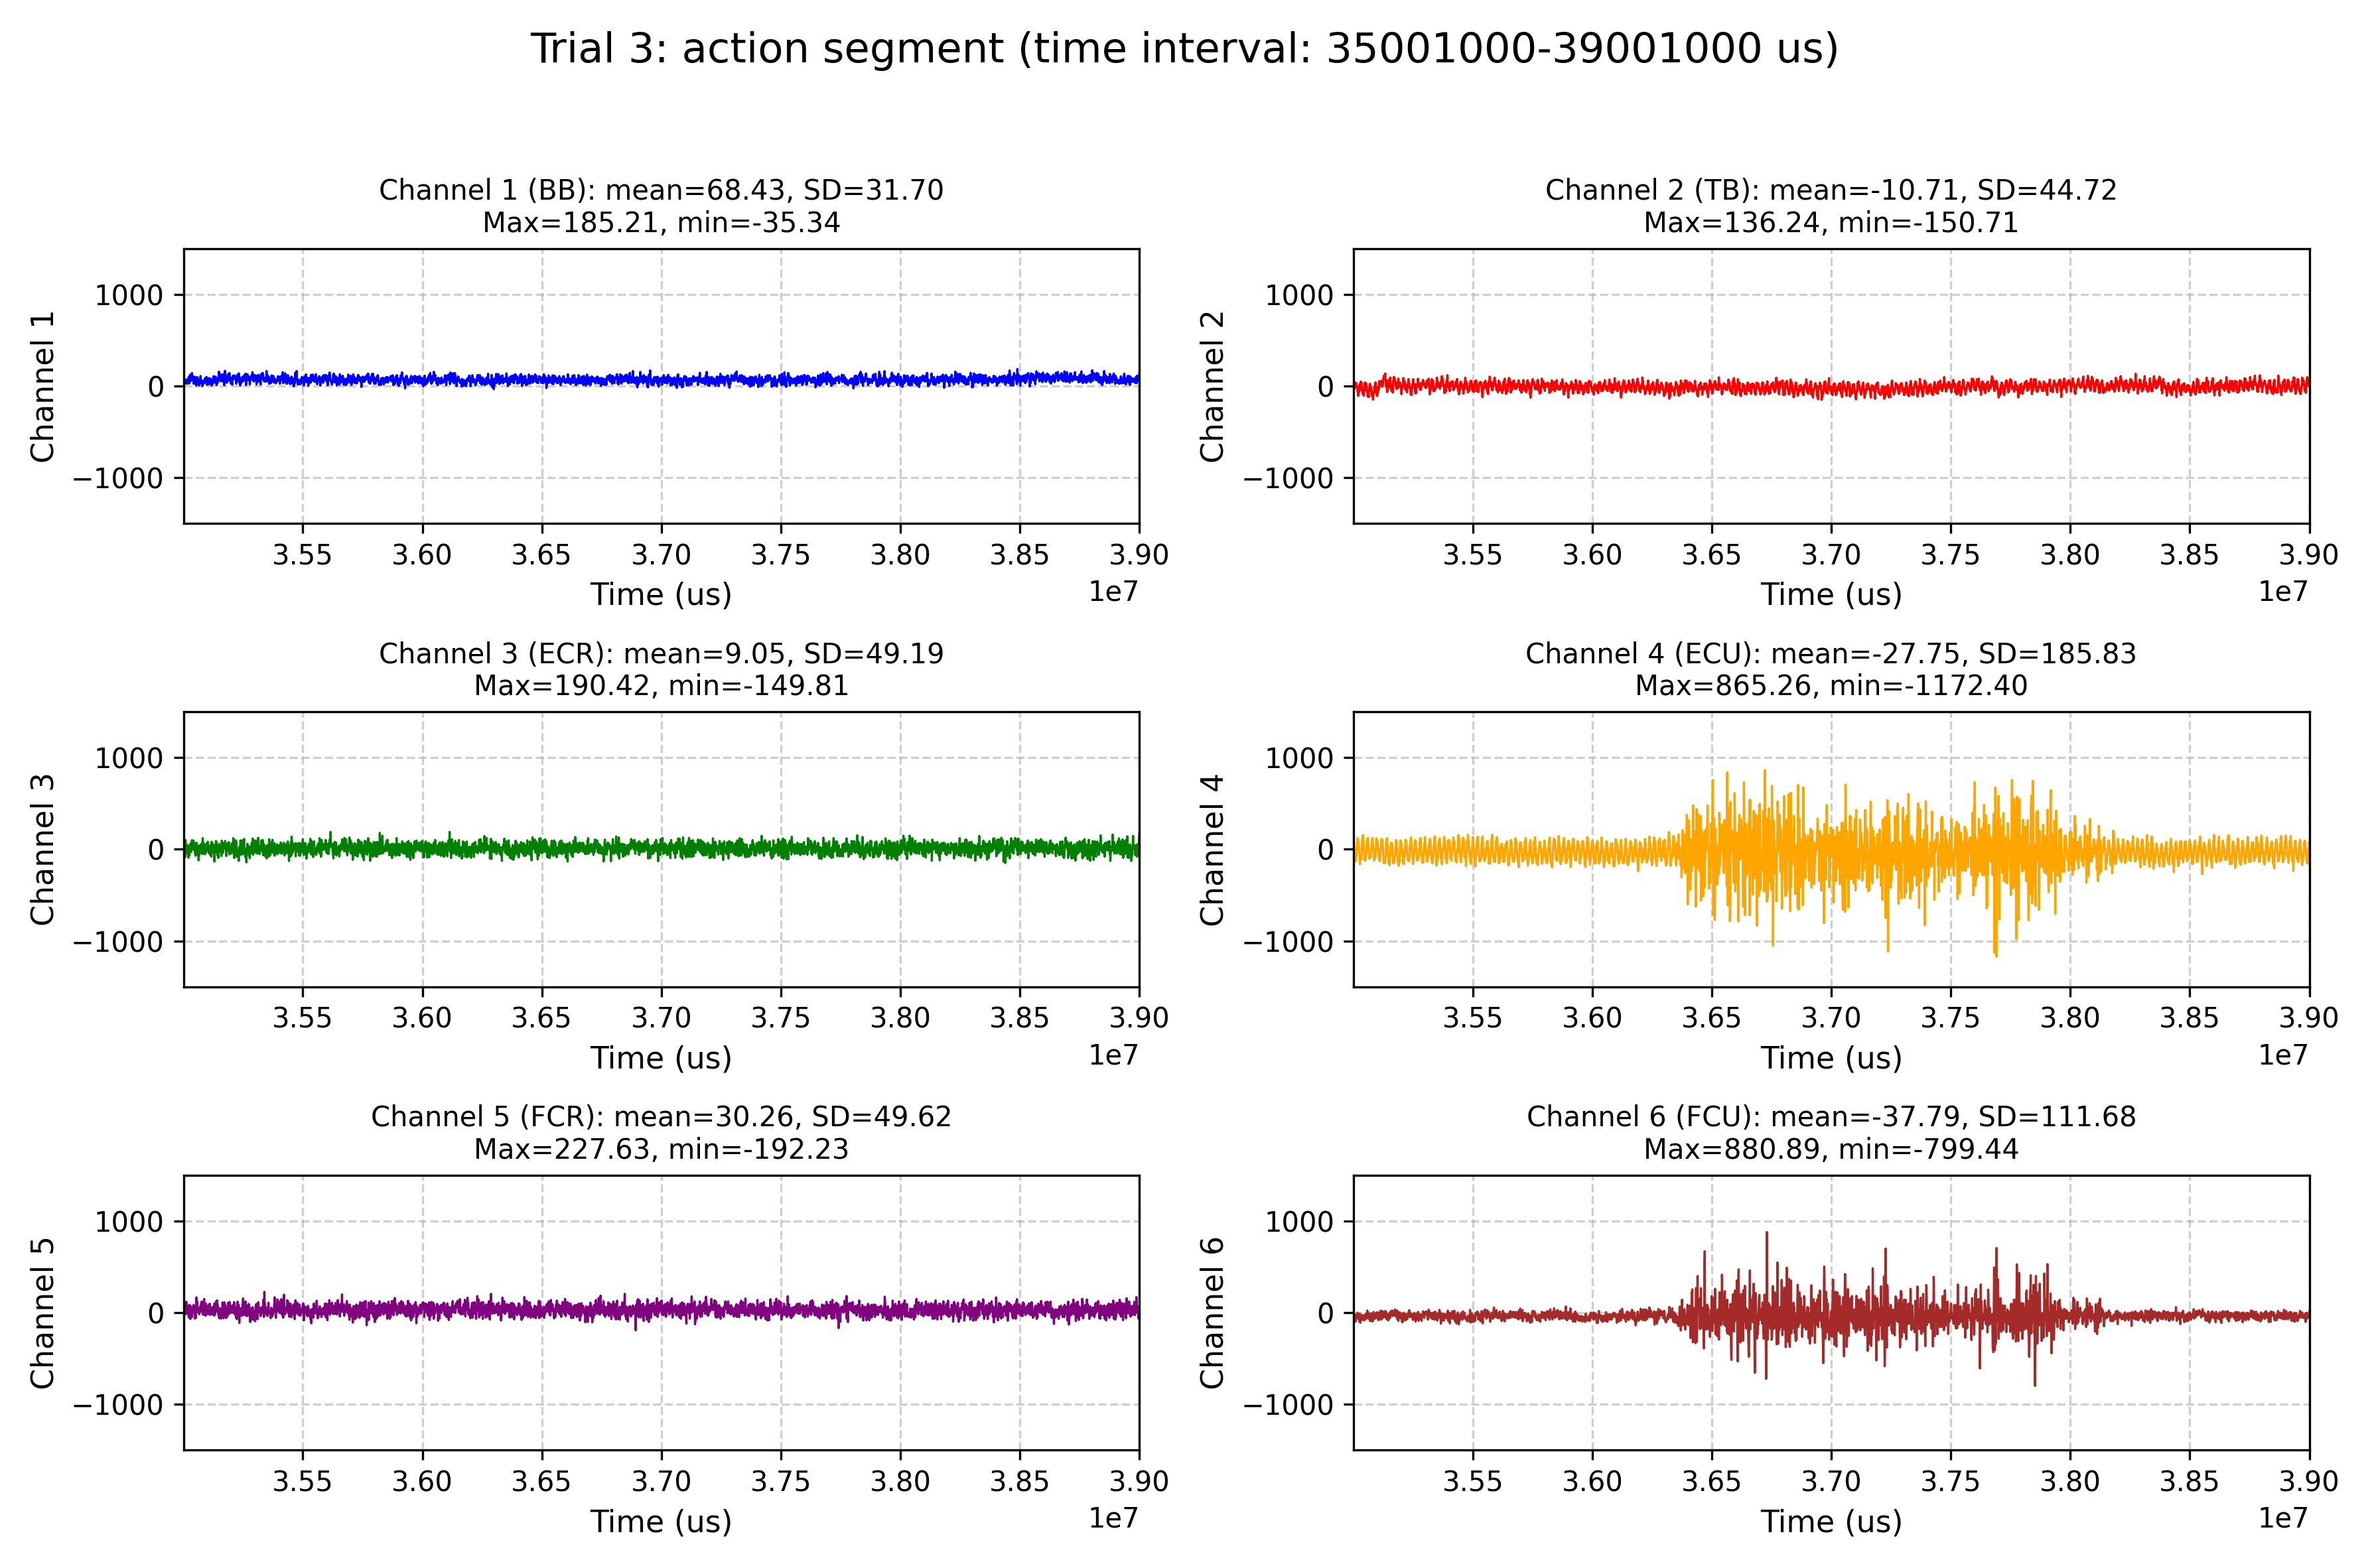 Trial 3: action segment (time interval: 35001000-39001000 us)
Channel 1 (BB): mean=68.43, SD=31.70
Max=185.21, min=-35.34
Channel 1
1000
0
−1000
3.55 3.60 3.65 3.70 3.75 3.80 3.85 3.90
1e7
Time (us)
Channel 2 (TB): mean=-10.71, SD=44.72
Max=136.24, min=-150.71
Channel 2
1000
0
−1000
3.55 3.60 3.65 3.70 3.75 3.80 3.85 3.90
1e7
Time (us)
Channel 3 (ECR): mean=9.05, SD=49.19
Max=190.42, min=-149.81
Channel 3
1000
0
−1000
3.55 3.60 3.65 3.70 3.75 3.80 3.85 3.90
1e7
Time (us)
Channel 4 (ECU): mean=-27.75, SD=185.83
Max=865.26, min=-1172.40
Channel 4
1000
0
−1000
3.55 3.60 3.65 3.70 3.75 3.80 3.85 3.90
1e7
Time (us)
Channel 5 (FCR): mean=30.26, SD=49.62
Max=227.63, min=-192.23
Channel 5
1000
0
−1000
3.55 3.60 3.65 3.70 3.75 3.80 3.85 3.90
1e7
Time (us)
Channel 6 (FCU): mean=-37.79, SD=111.68
Max=880.89, min=-799.44
Channel 6
1000
0
−1000
3.55 3.60 3.65 3.70 3.75 3.80 3.85 3.90
1e7
Time (us)